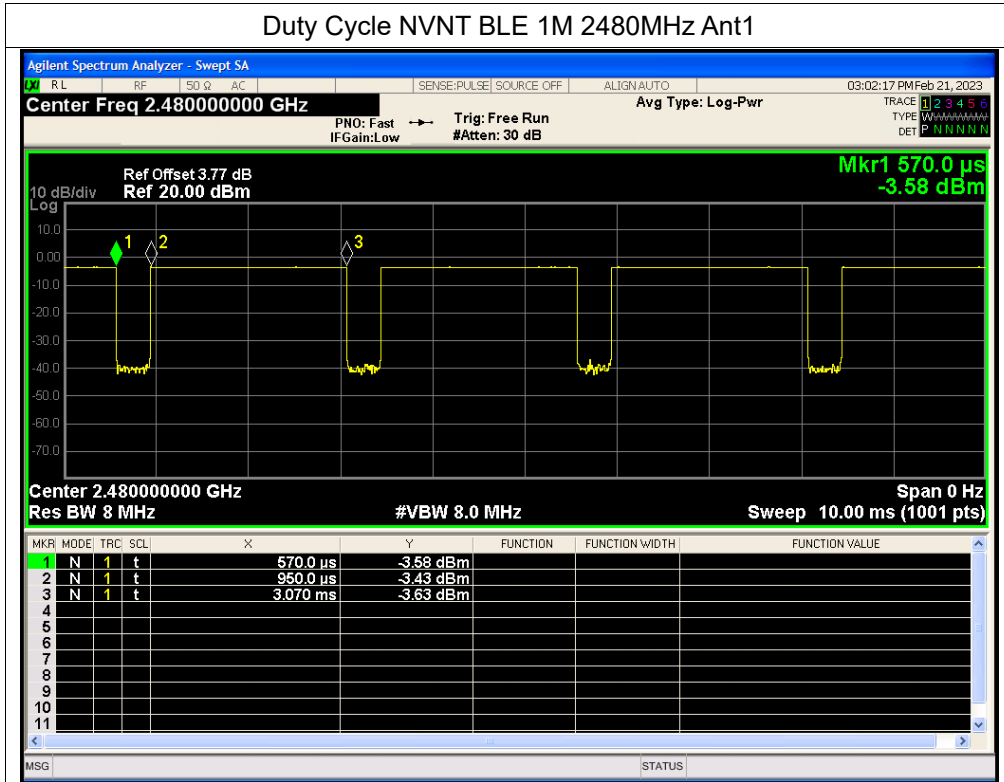 Duty Cycle NVNT BLE 1M 2480MHz Ant1
Agilent Spectrum Analyzer - Swept SA
LXI RL RF 50 Ω AC SENSE:PULSE SOURCE OFF ALIGNAUTO 03:02:17 PMFeb 21, 2023
Center Freq 2.480000000 GHz Avg Type: Log-Pwr TRACE 1 2 3 4 5 6
PNO: Fast Trig: Free Run TYPE WWWWWW
IFGain:Low #Atten: 30 dB DET P N N N N N
Mkr1 570.0 µs
Ref Offset 3.77 dB -3.58 dBm
10 dB/div Ref 20.00 dBm
Log
10.0
1 2 3
0.00
-10.0
-20.0
-30.0
-40.0
-50.0
-60.0
-70.0
Center 2.480000000 GHz Span 0 Hz
Res BW 8 MHz #VBW 8.0 MHz Sweep 10.00 ms (1001 pts)
MKR MODE TRC SCL X Y FUNCTION FUNCTION WIDTH FUNCTION VALUE
1 N 1 t 570.0 µs -3.58 dBm
2 N 1 t 950.0 µs -3.43 dBm
3 N 1 t 3.070 ms -3.63 dBm
4
5
6
7
8
9
10
11
MSG STATUS